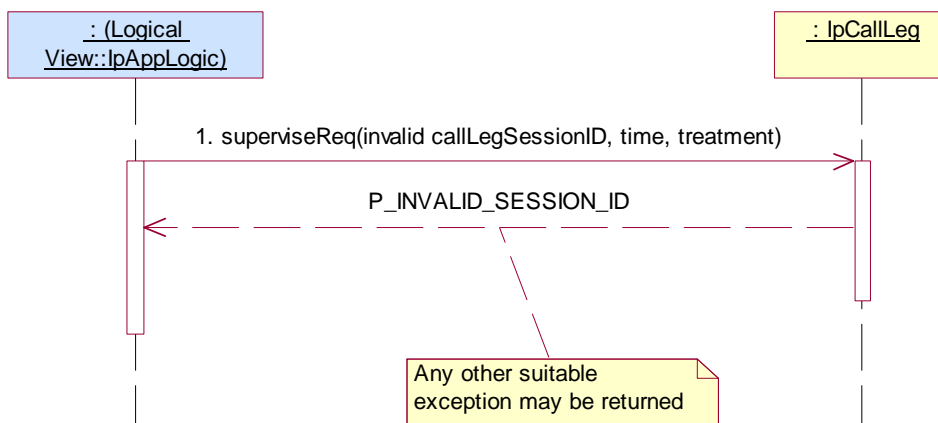 : (Logical
View::IpAppLogic)
: IpCallLeg
1. superviseReq(invalid callLegSessionID, time, treatment)
P_INVALID_SESSION_ID
Any other suitable
exception may be returned